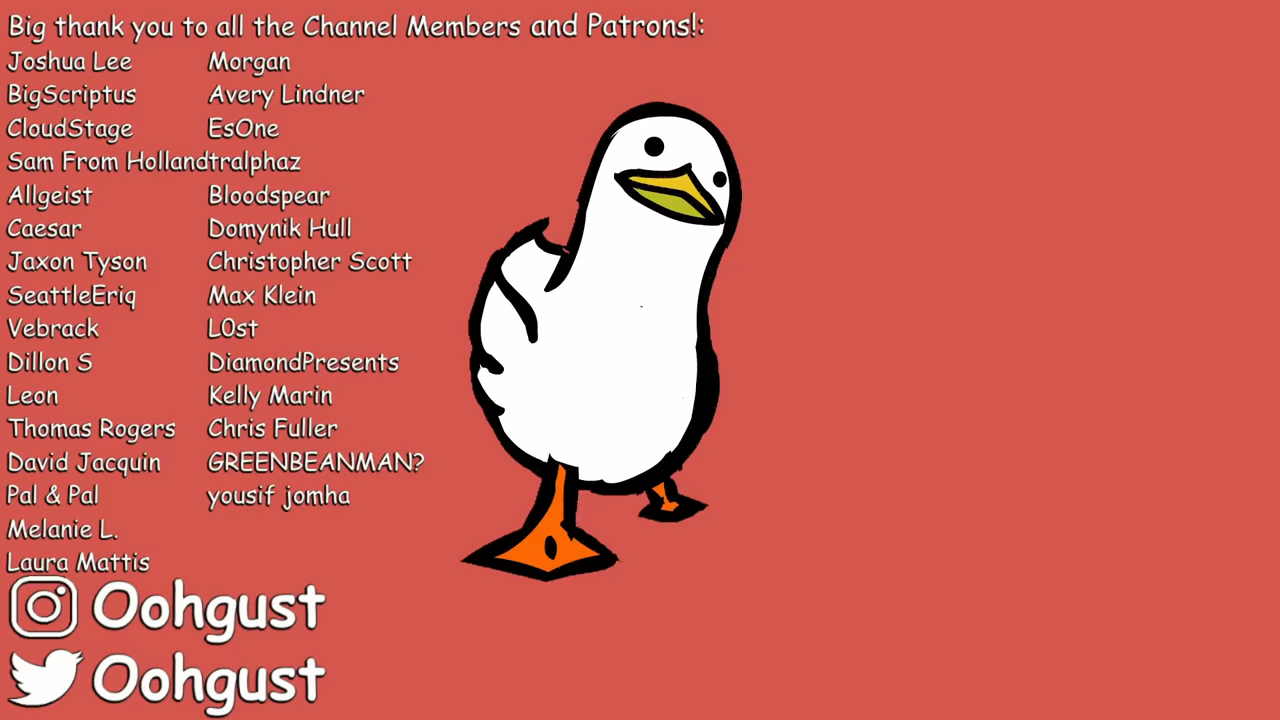 Big thank you to all the Channel Members and Patrons!:
Joshua Lee Morgan
BigScriptus Avery Lindner
CloudStage EsOne
Sam From Hollandtralphaz
Allgeist Bloodspear
Caesar Domynik Hull
Jaxon Tyson Christopher Scott
SeattleEriq Max Klein
Vebrack L0st
Dillon S DiamondPresents
Leon Kelly Marin
Thomas Rogers Chris Fuller
David Jacquin GREENBEANMAN?
Pal & Pal yousif jomha
Melanie L.
Laura Mattis
Oohgust
Oohgust